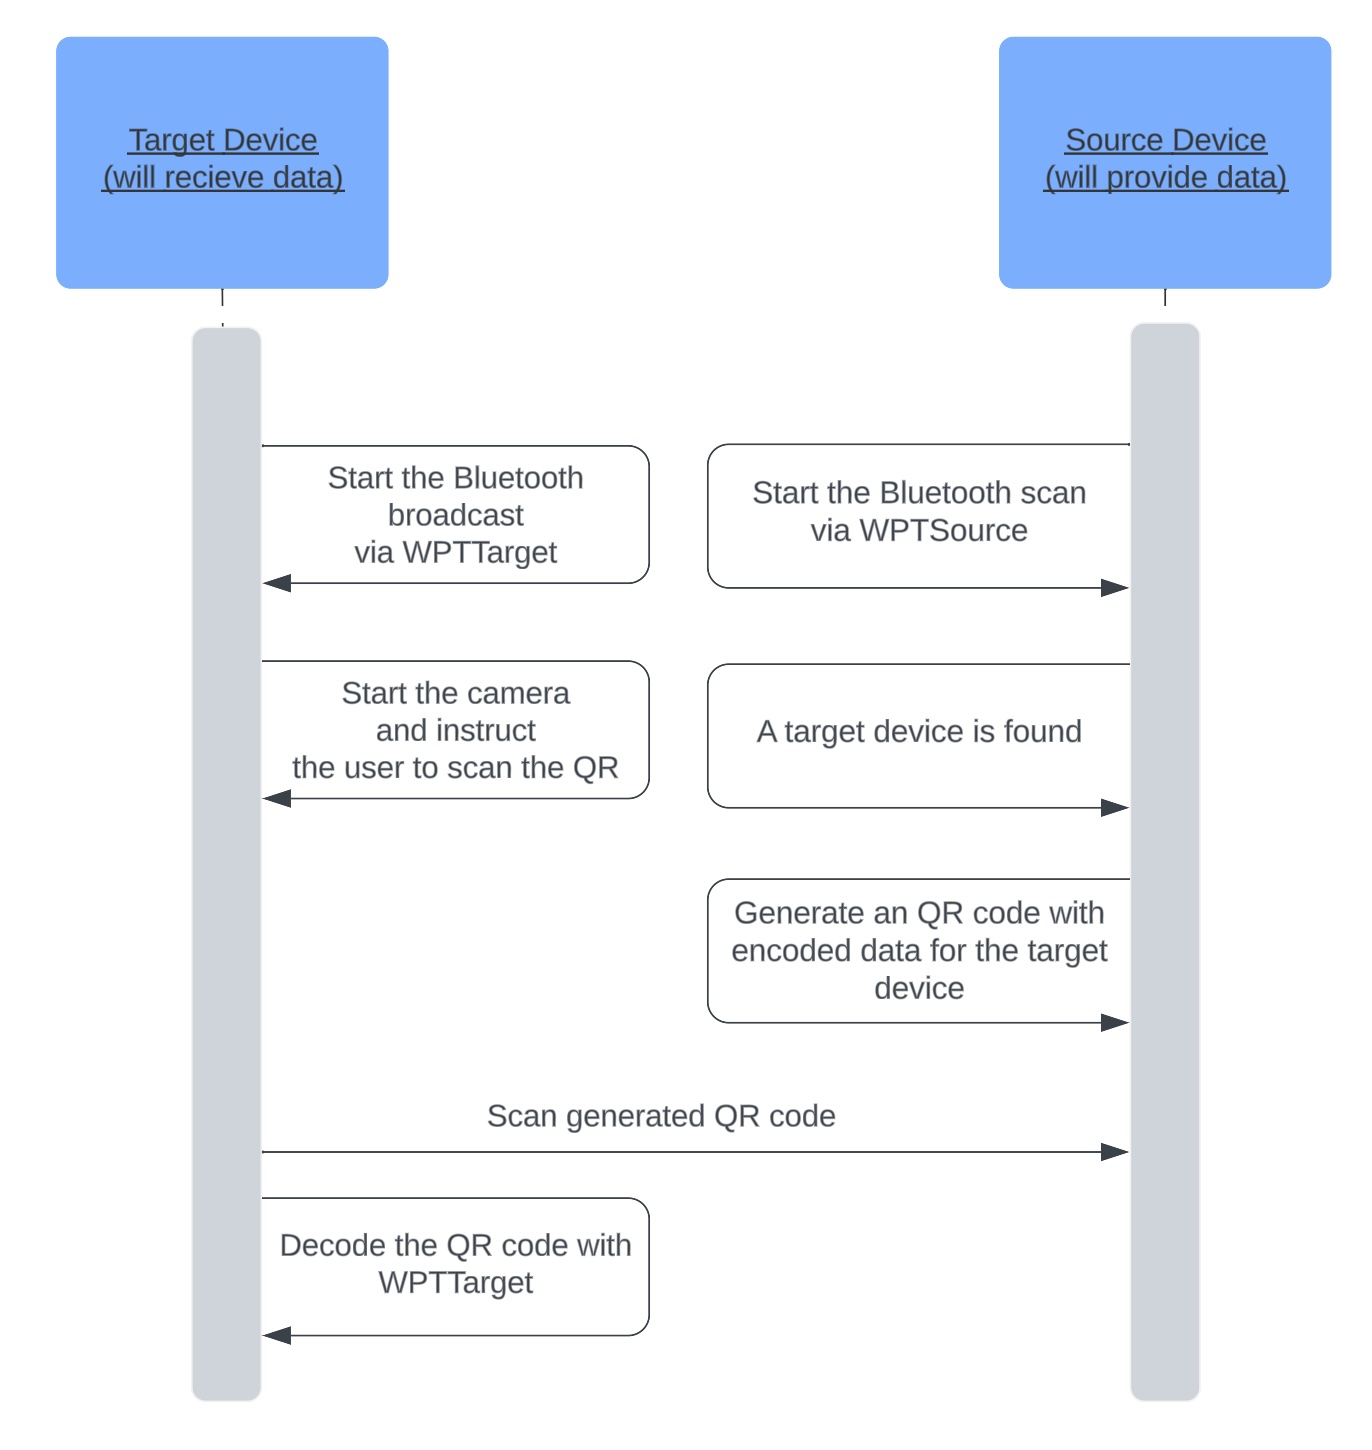 Target Device
(will recieve data)
Source Device
(will provide data)
Start the Bluetooth
broadcast
via WPTTarget
Start the Bluetooth scan
via WPTSource
Start the camera
and instruct
the user to scan the QR
A target device is found
Generate an QR code with
encoded data for the target
device
Scan generated QR code
Decode the QR code with
WPTTarget